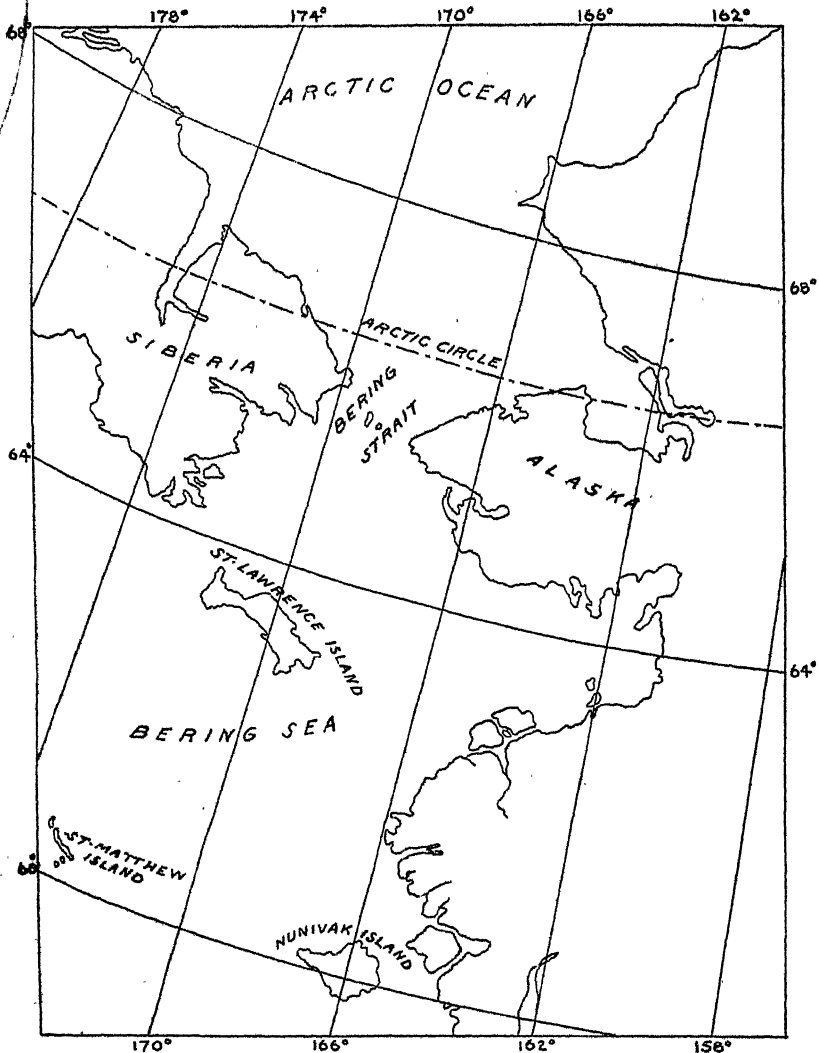 178° 174° 170° 166° 162°
68°
ARCTIC OCEAN
68°
ARCTIC CIRCLE
SIBERIA
BERING
STRAIT
ALASKA
64°
ST. LAWRENCE ISLAND
64°
BERING SEA
ST. MATTHEW
ISLAND
60°
NUNIVAK ISLAND
170° 166° 162° 158°